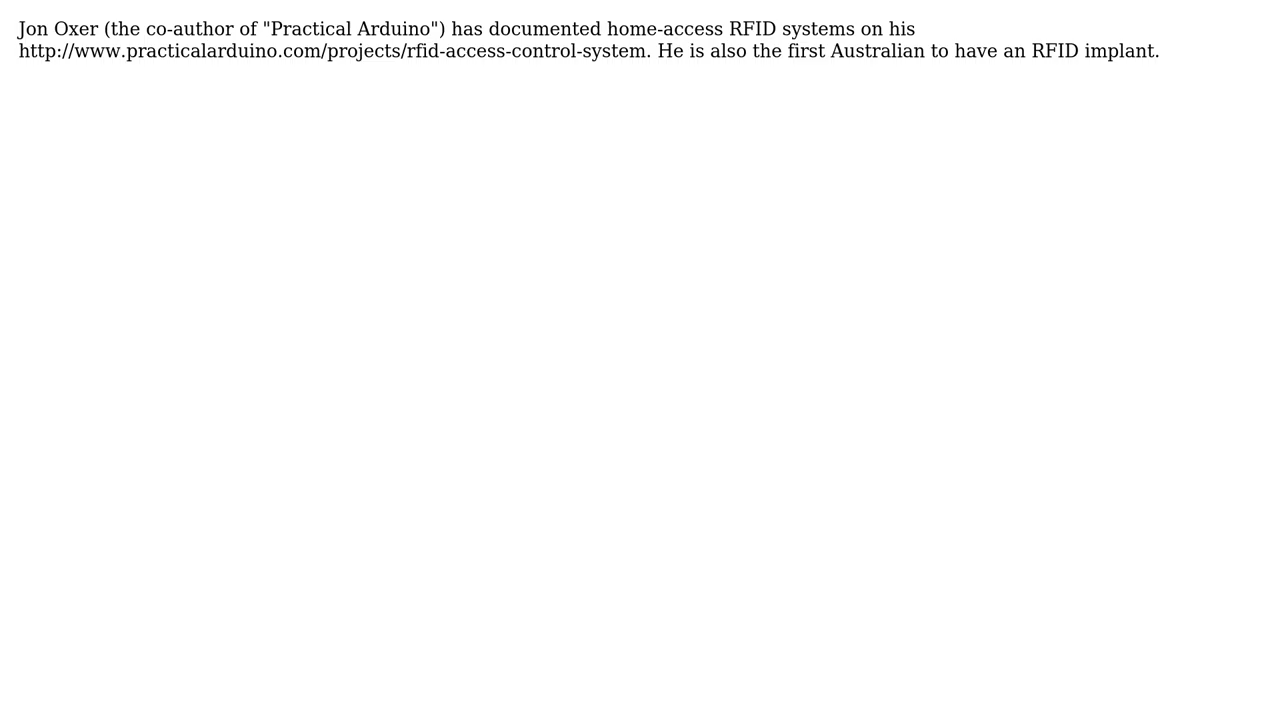 Jon Oxer (the co-author of "Practical Arduino") has documented home-access RFID systems on his
http://www.practicalarduino.com/projects/rfid-access-control-system. He is also the first Australian to have an RFID implant.